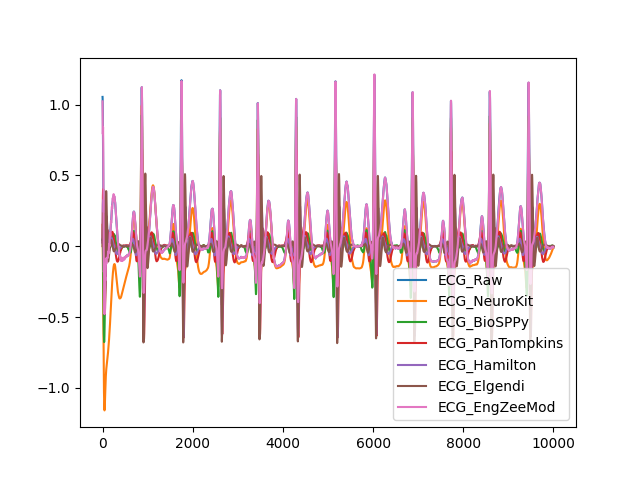 1.0
0.5
0.0
−0.5
−1.0
0
2000
4000
6000
8000
10000
ECG_Raw
ECG_NeuroKit
ECG_BioSPPy
ECG_PanTompkins
ECG_Hamilton
ECG_Elgendi
ECG_EngZeeMod